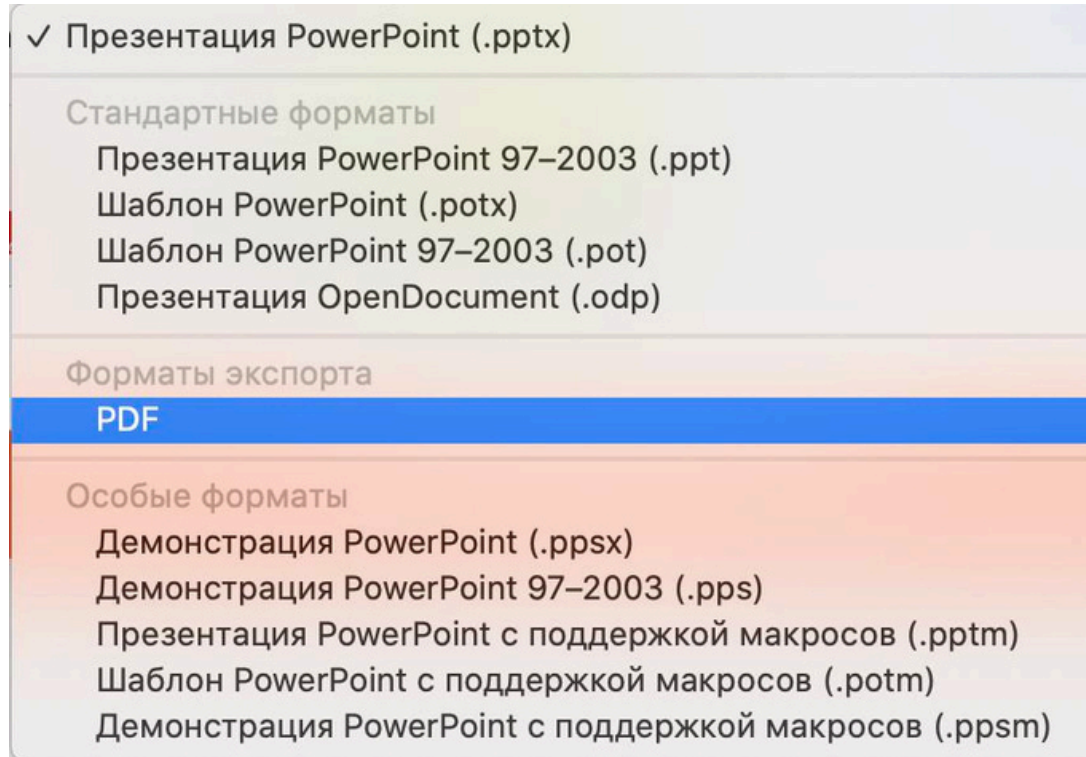 ✓ Презентация PowerPoint (.pptx)
Стандартные форматы
Презентация PowerPoint 97–2003 (.ppt)
Шаблон PowerPoint (.potx)
Шаблон PowerPoint 97–2003 (.pot)
Презентация OpenDocument (.odp)
Форматы экспорта
PDF
Особые форматы
Демонстрация PowerPoint (.ppsx)
Демонстрация PowerPoint 97–2003 (.pps)
Презентация PowerPoint с поддержкой макросов (.pptm)
Шаблон PowerPoint с поддержкой макросов (.potm)
Демонстрация PowerPoint с поддержкой макросов (.ppsm)